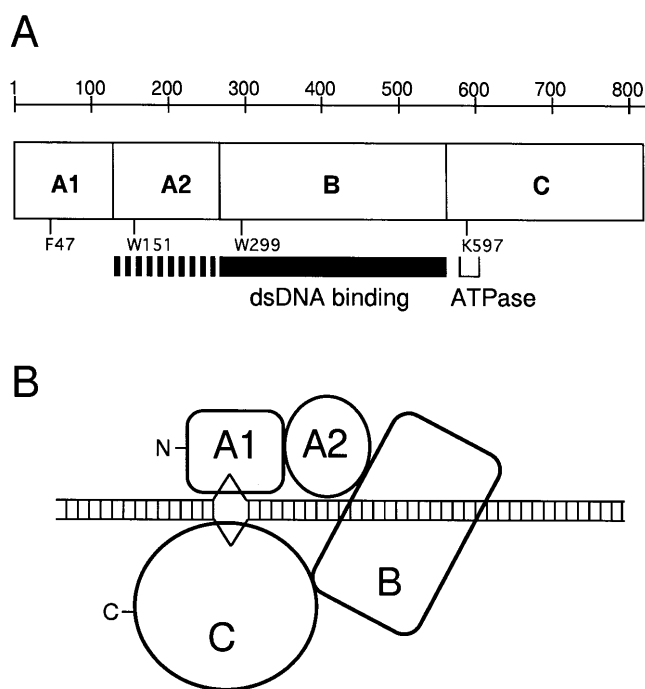 A
1 100 200 300 400 500 600 700 800
A1 A2 B C
F47 W151 W299 K597
dsDNA binding ATPase
B
N A1 A2
B
C C